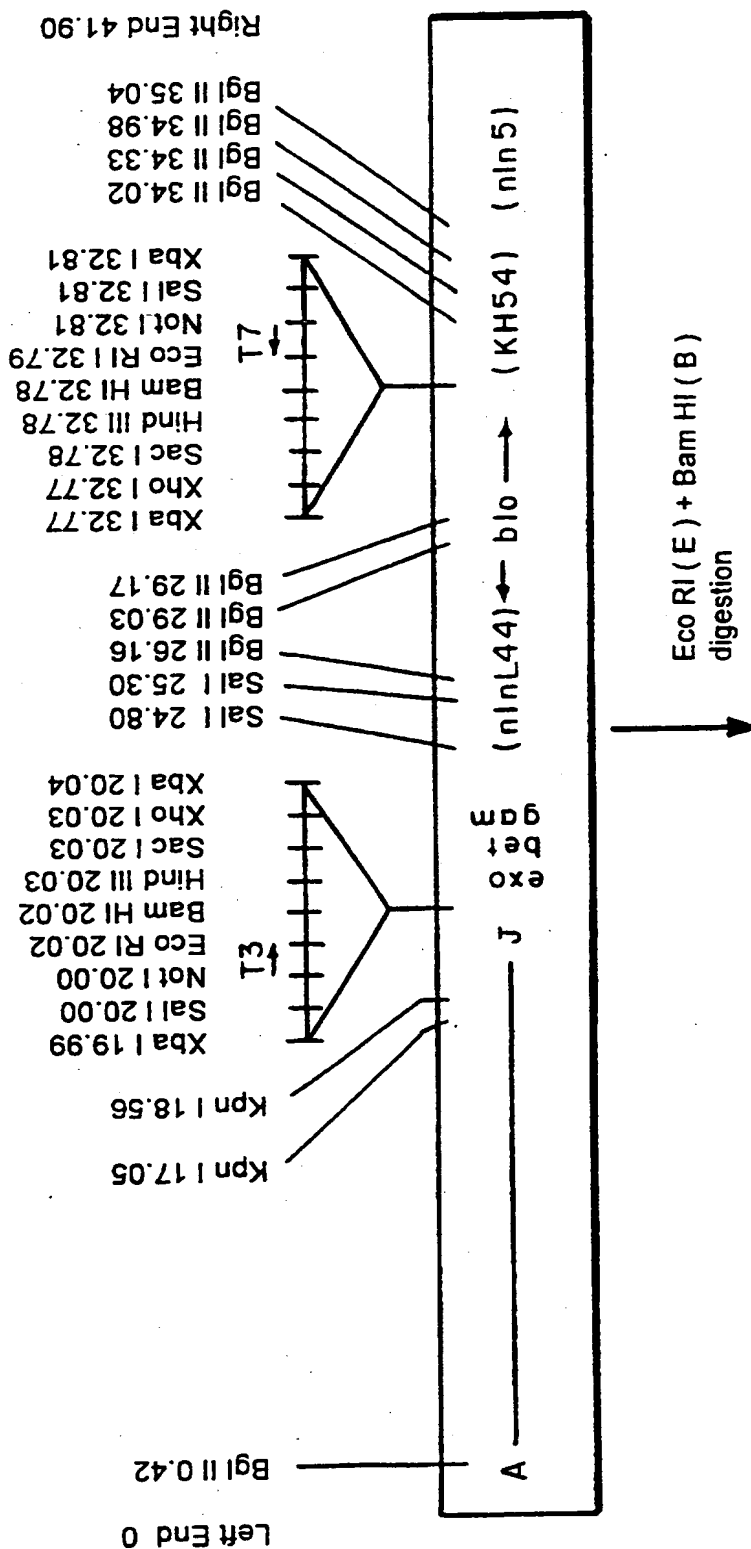 Left End 0
Bgl II 0.42
Kpn I 17.05
Kpn I 18.56
Xba I 19.99
Sal I 20.00
Not I 20.00
Eco RI 20.02
Bam HI 20.02
Hind III 20.03
Sac I 20.03
Xho I 20.03
Xba I 20.04
T3
Sal I 24.80
Sal I 25.30
Bgl II 26.16
Bgl II 29.03
Bgl II 29.17
Xba I 32.77
Xho I 32.77
Sac I 32.78
Hind III 32.78
Bam HI 32.78
Eco RI 32.79
Not I 32.81
Sal I 32.81
Xba I 32.81
T7
Bgl II 34.02
Bgl II 34.33
Bgl II 34.98
Bgl II 35.04
Right End 41.90
A
J
exo
bet
gam
(nInL44)
bio
(KH54)
(nIn5)
Eco RI (E) + Bam HI (B)
digestion